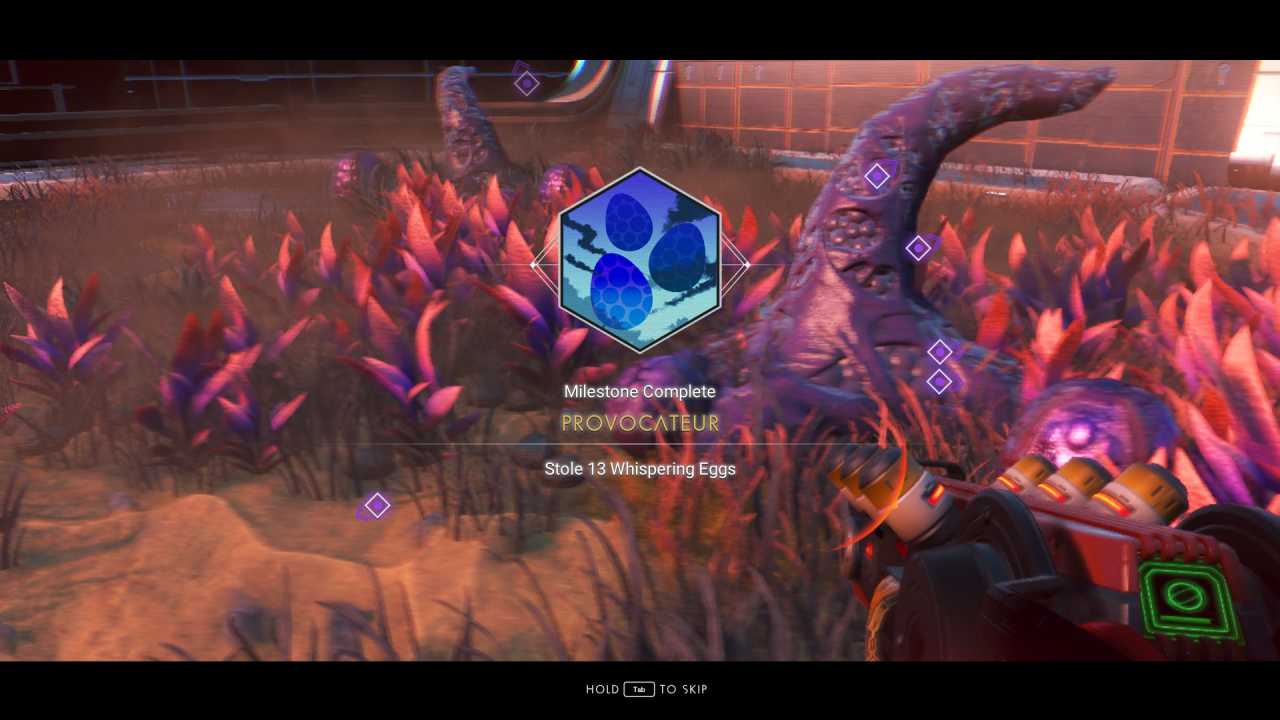 Milestone Complete
PROVOCATEUR
Stole 13 Whispering Eggs
HOLD Tab TO SKIP